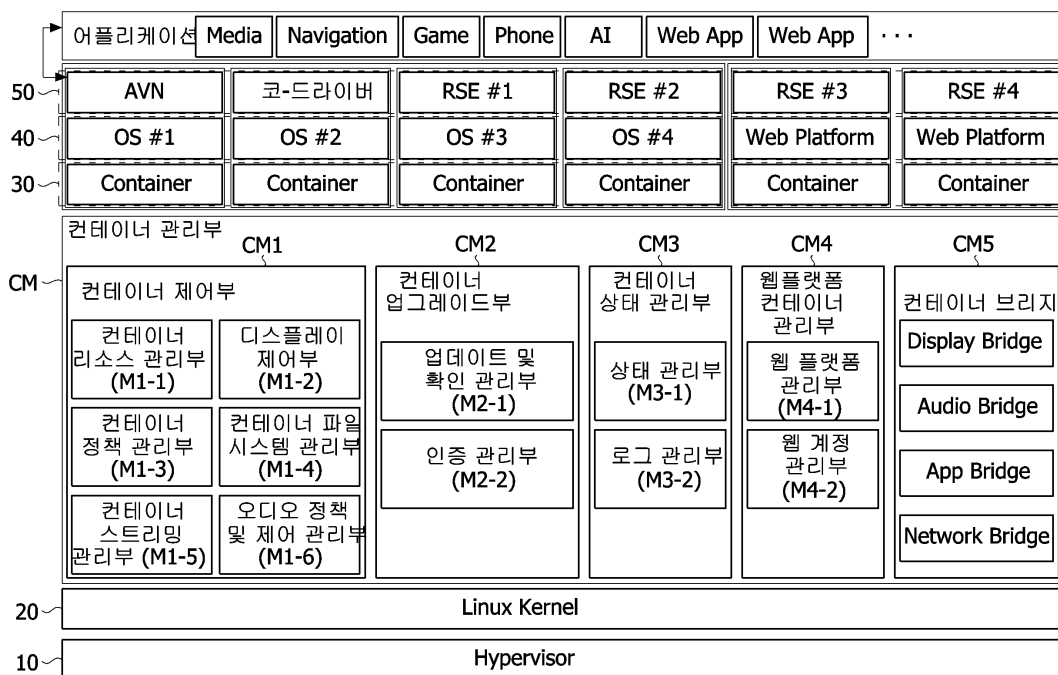 어플리케이션 Media Navigation Game Phone AI Web App Web App ...
50 AVN 코-드라이버 RSE #1 RSE #2 RSE #3 RSE #4
40 OS #1 OS #2 OS #3 OS #4 Web Platform Web Platform
30 Container Container Container Container Container Container
컨테이너 관리부
CM
CM1
컨테이너 제어부
컨테이너
리소스 관리부
(M1-1)
디스플레이
제어부
(M1-2)
컨테이너
정책 관리부
(M1-3)
컨테이너 파일
시스템 관리부
(M1-4)
컨테이너
스트리밍
관리부 (M1-5)
오디오 정책
및 제어 관리부
(M1-6)
CM2
컨테이너
업그레이드부
업데이트 및
확인 관리부
(M2-1)
인증 관리부
(M2-2)
CM3
컨테이너
상태 관리부
상태 관리부
(M3-1)
로그 관리부
(M3-2)
CM4
웹플랫폼
컨테이너
관리부
웹 플랫폼
관리부
(M4-1)
웹 계정
관리부
(M4-2)
CM5
컨테이너 브리지
Display Bridge
Audio Bridge
App Bridge
Network Bridge
20 Linux Kernel
10 Hypervisor